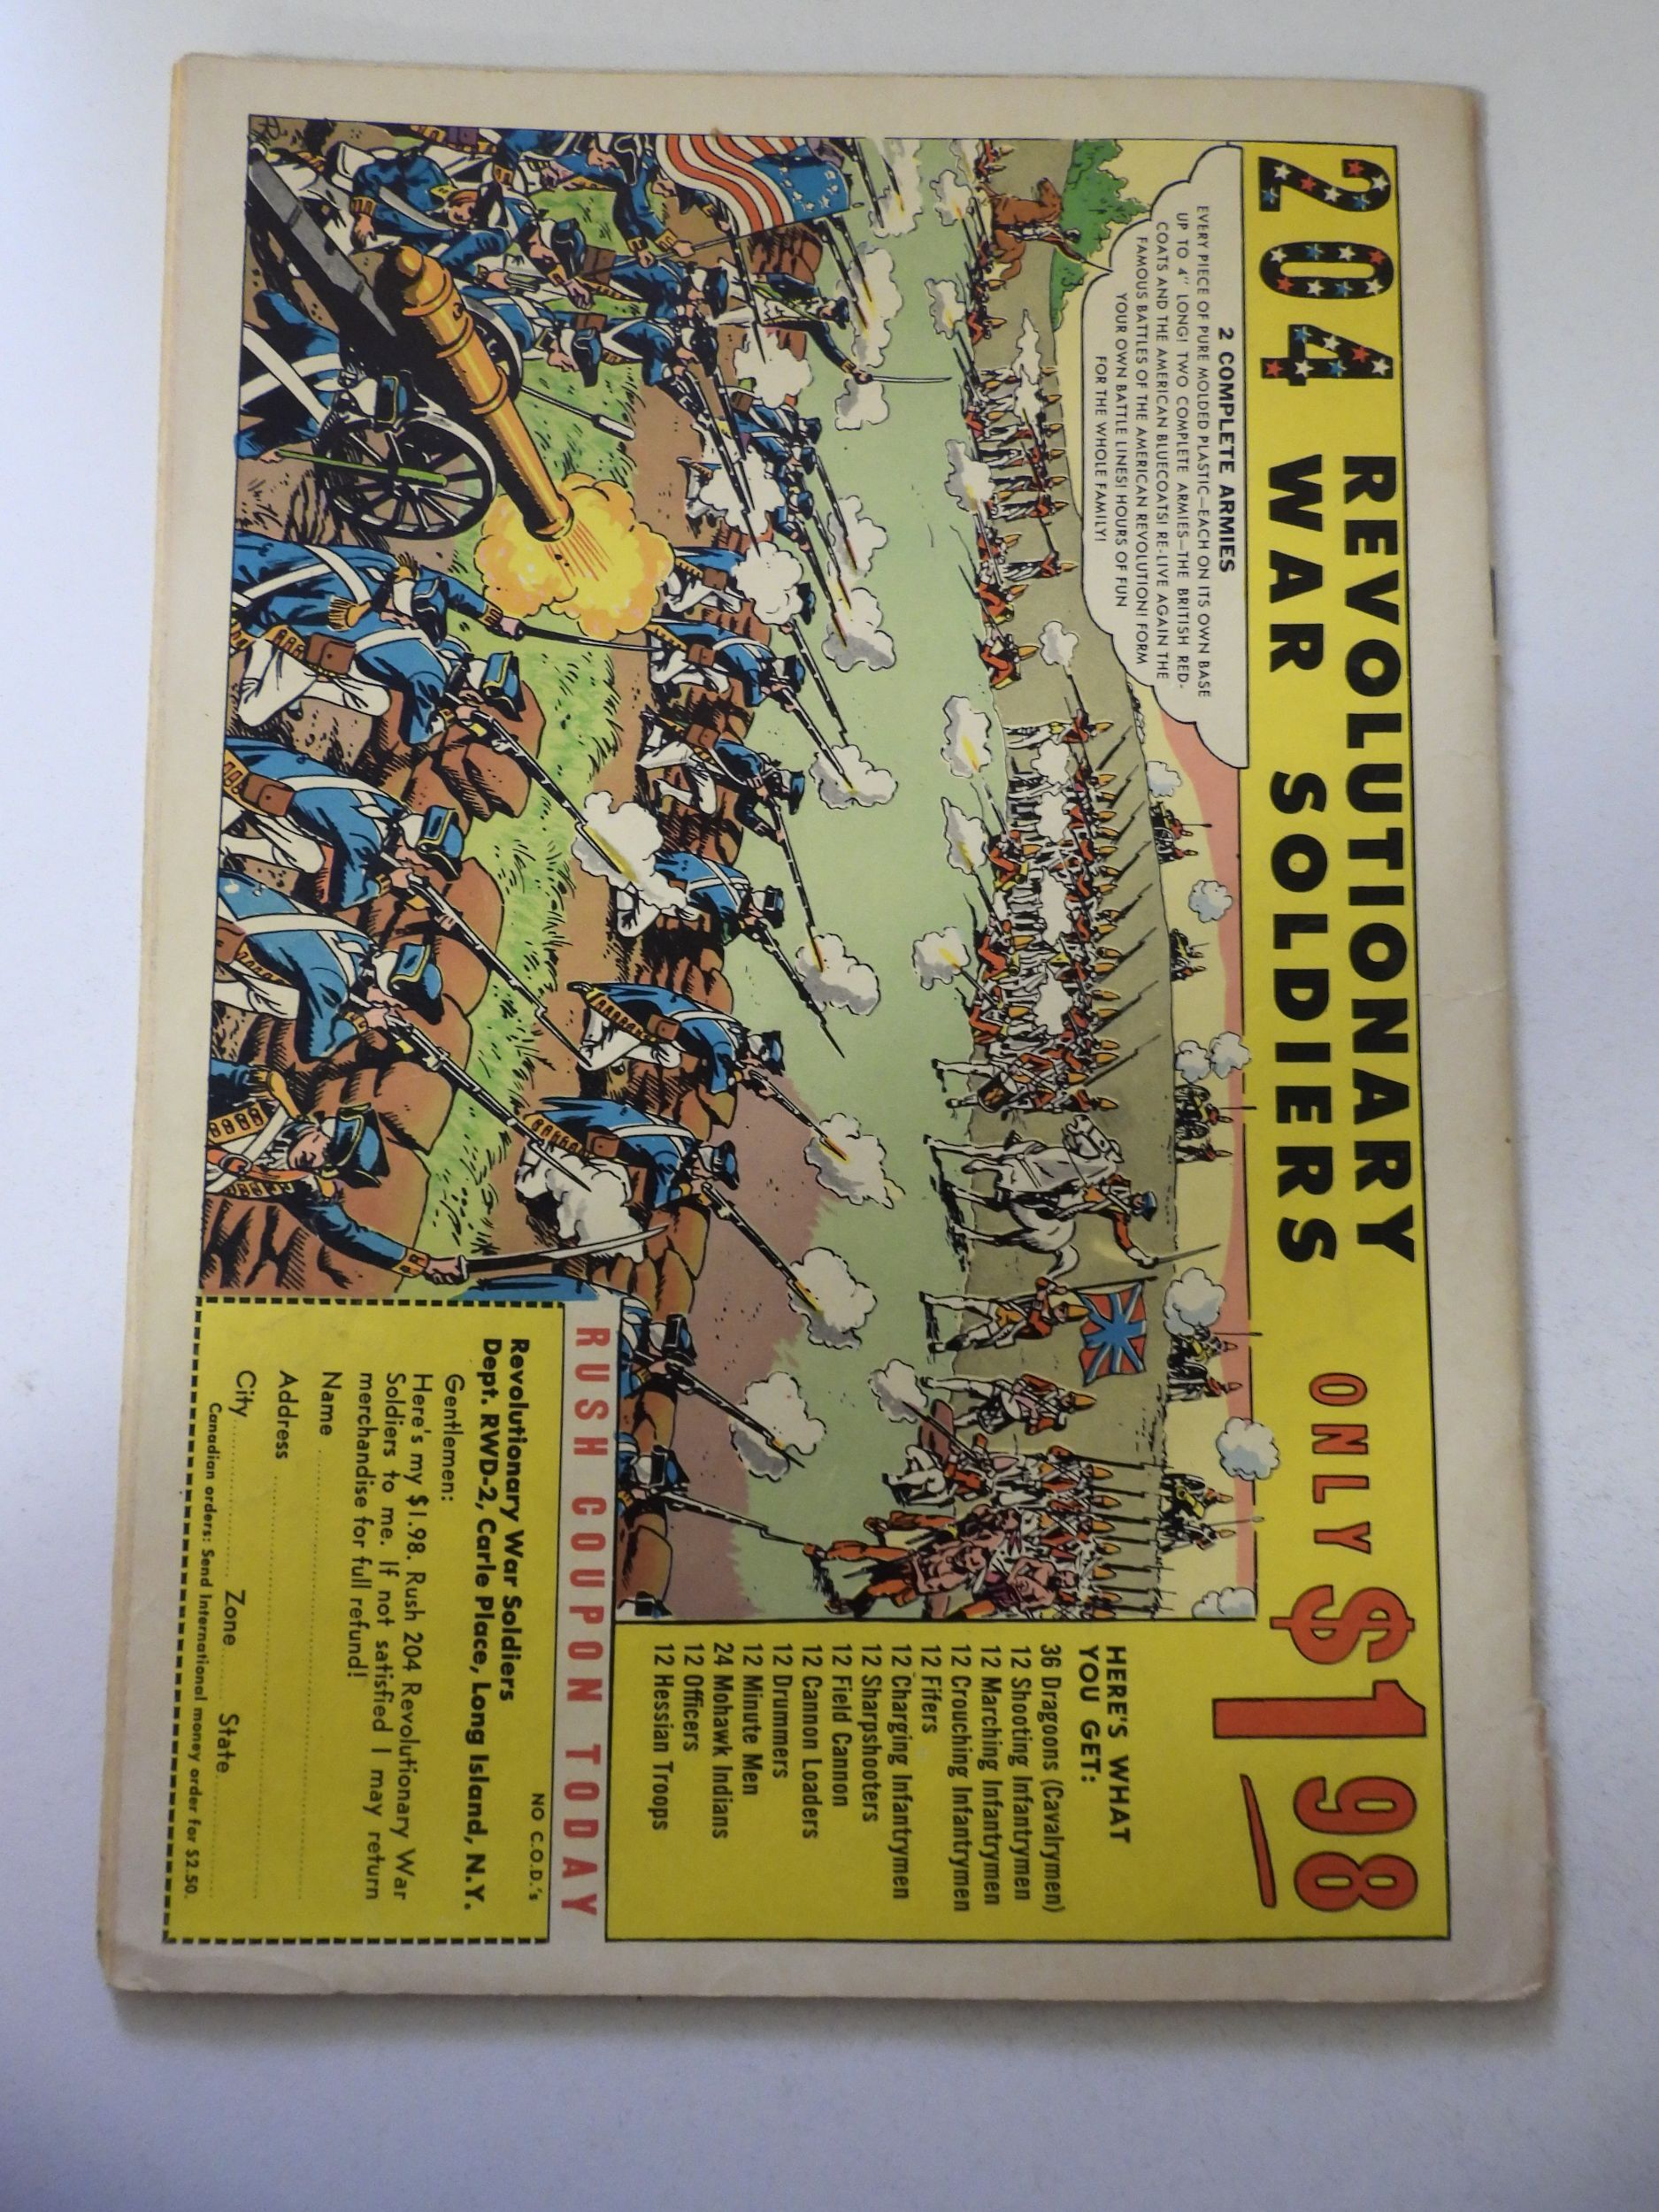 204 REVOLUTIONARY
WAR SOLDIERS
ONLY $1.98
2 COMPLETE ARMIES
EVERY PIECE OF PURE MOLDED PLASTIC—EACH ON ITS OWN BASE
UP TO 4" LONG! TWO COMPLETE ARMIES—THE BRITISH RED-
COATS AND THE AMERICAN BLUECOATS! RE-LIVE AGAIN THE
FAMOUS BATTLES OF THE AMERICAN REVOLUTION! FORM
YOUR OWN BATTLE LINES! HOURS OF FUN
FOR THE WHOLE FAMILY!
HERE'S WHAT
YOU GET:
36 Dragoons (Cavalrymen)
12 Shooting Infantrymen
12 Marching Infantrymen
12 Crouching Infantrymen
12 Fifers
12 Charging Infantrymen
12 Sharpshooters
12 Field Cannon
12 Cannon Loaders
12 Drummers
12 Minute Men
24 Mohawk Indians
12 Officers
12 Hessian Troops
RUSH COUPON TODAY
NO C.O.D.'s
Revolutionary War Soldiers
Dept. RWD-2, Carle Place, Long Island, N.Y.
Gentlemen:
Here's my $1.98. Rush 204 Revolutionary War
Soldiers to me. If not satisfied I may return
merchandise for full refund!
Name
Address
City Zone State
Canadian orders: Send International money order for $2.50.